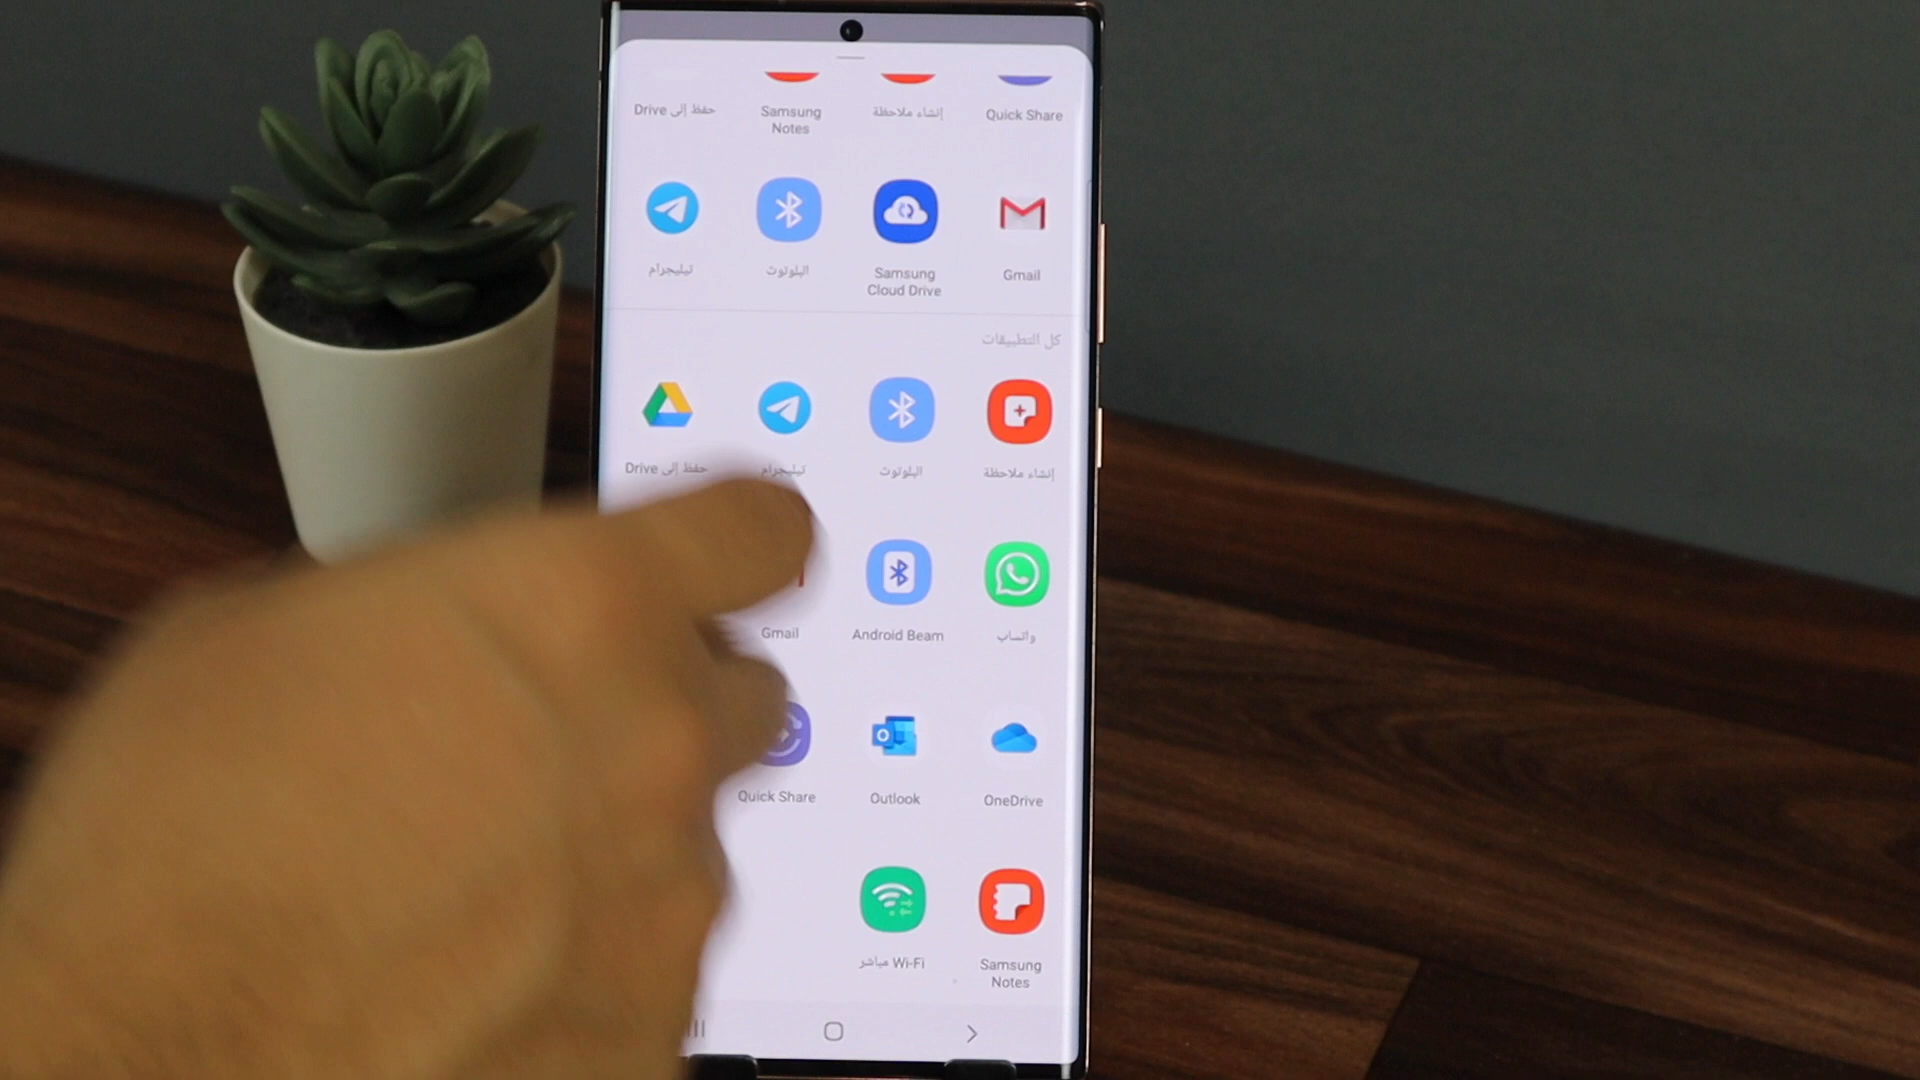 حفظ إلى Drive
Samsung
Notes
إنشاء ملاحظة
Quick Share
تيليجرام
البلوتوث
Samsung
Cloud Drive
Gmail
كل التطبيقات
حفظ إلى Drive
تيليجرام
البلوتوث
إنشاء ملاحظة
Gmail
Android Beam
واتساب
Quick Share
Outlook
OneDrive
Wi-Fi مباشر
Samsung
Notes